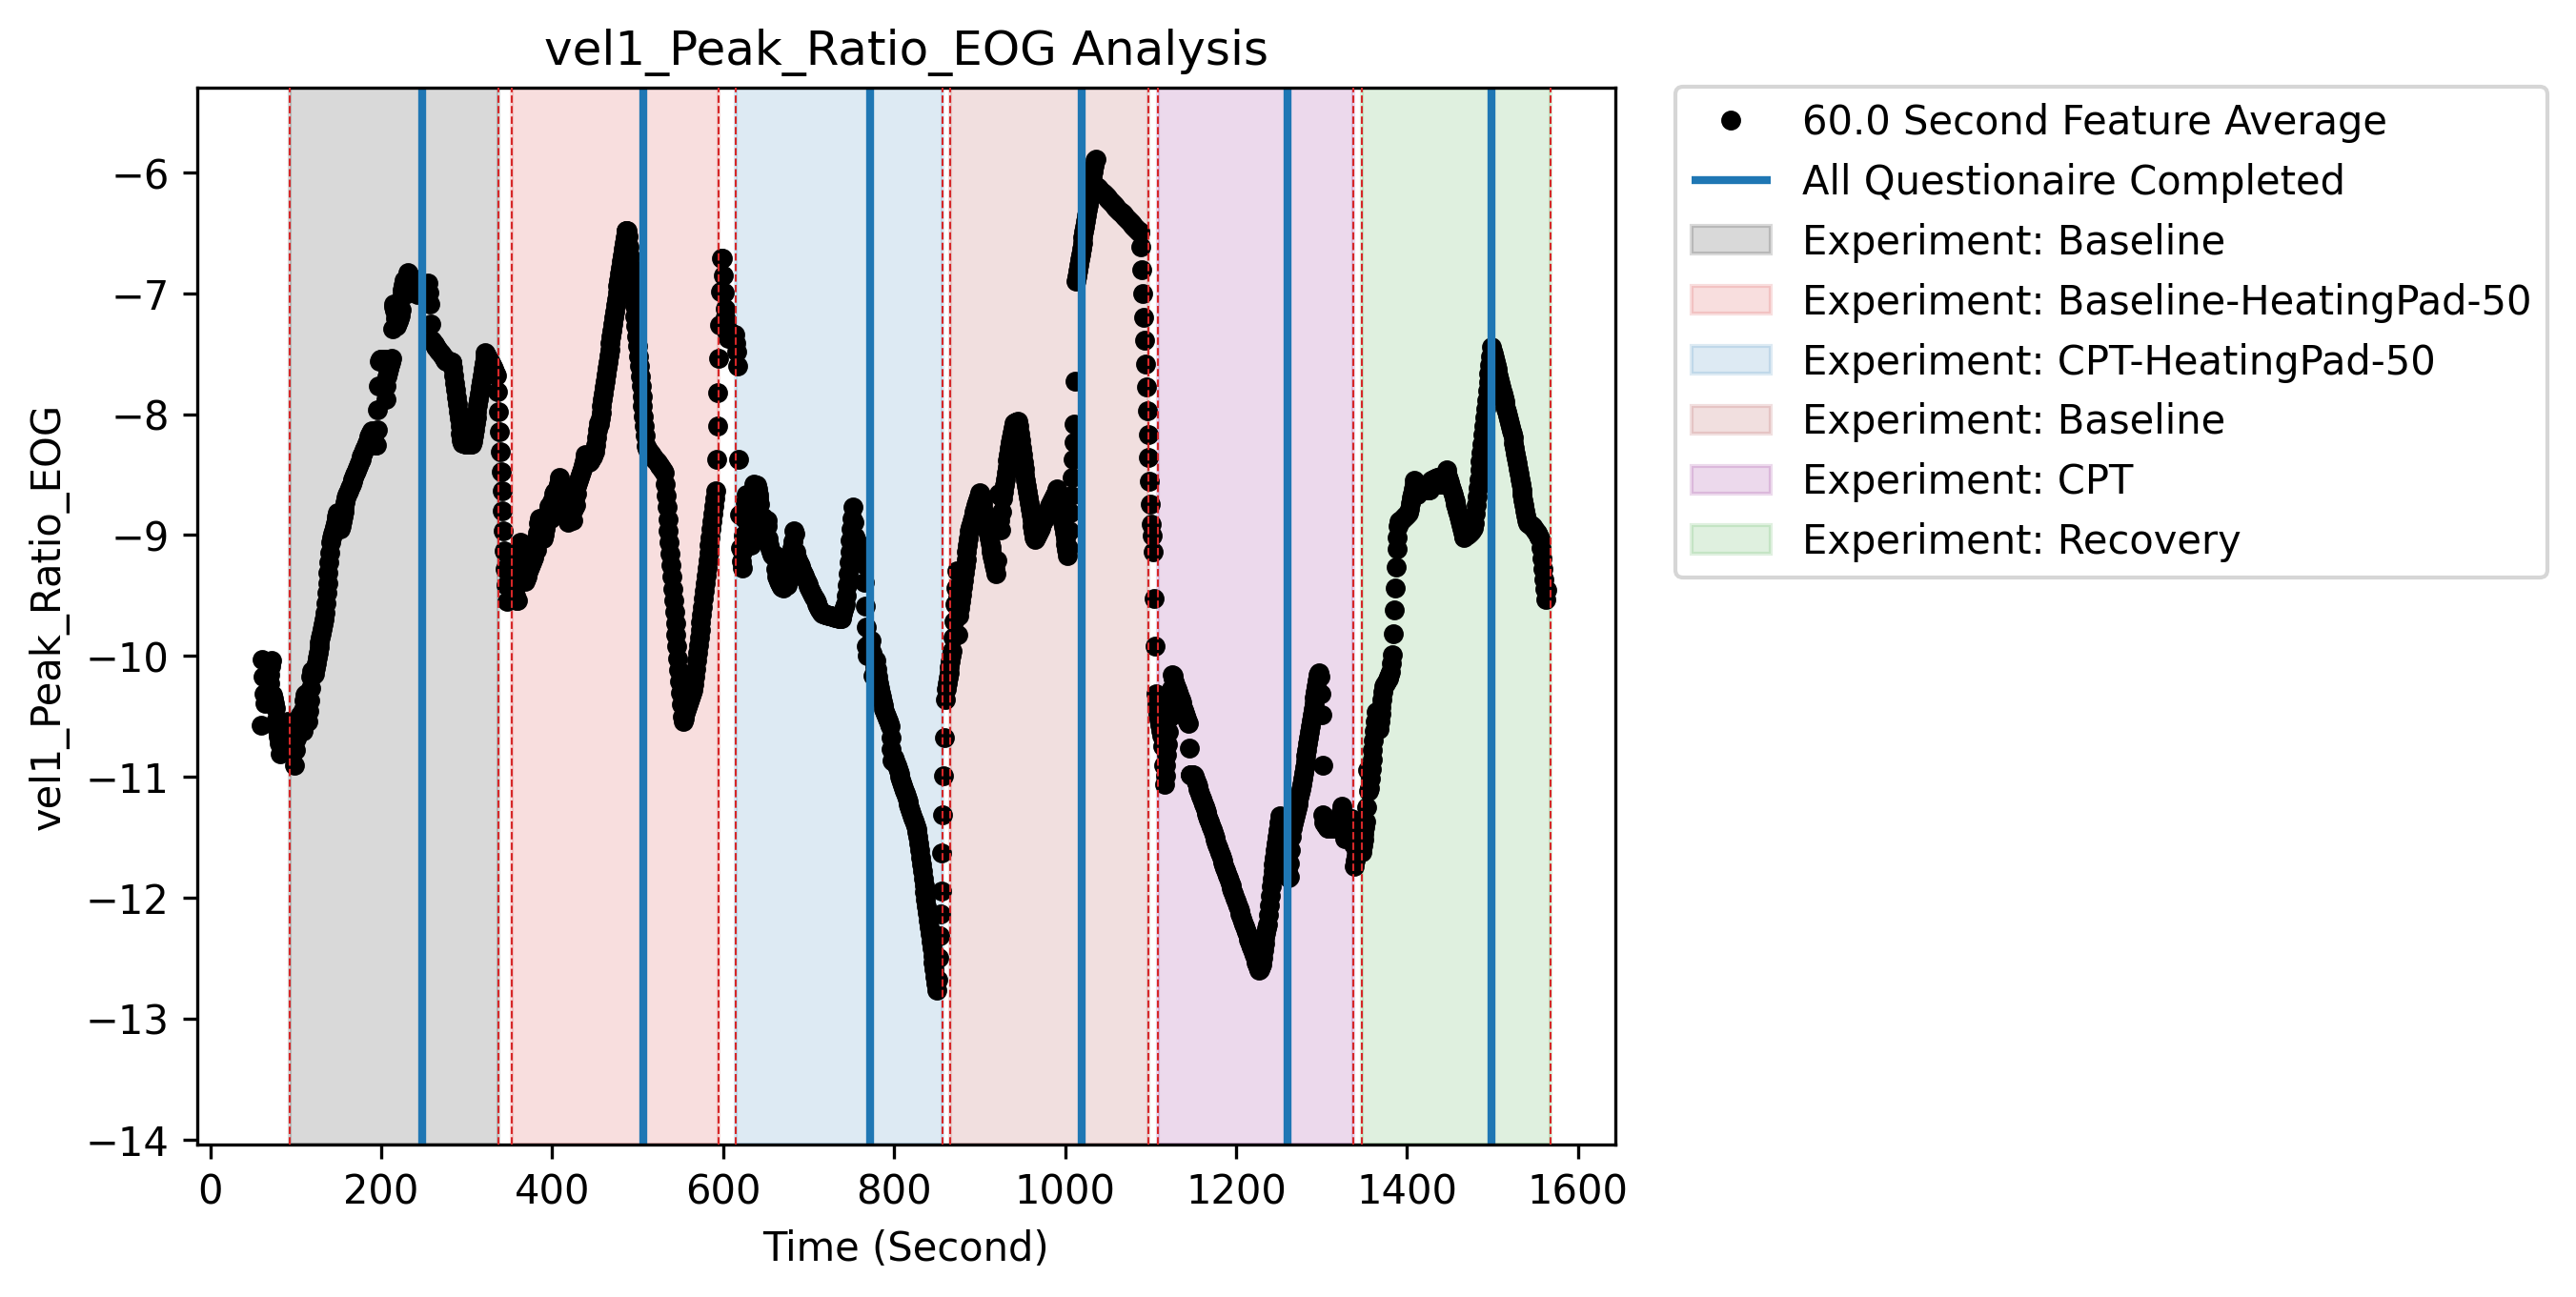 vel1_Peak_Ratio_EOG Analysis
vel1_Peak_Ratio_EOG
−6
−7
−8
−9
−10
−11
−12
−13
−14
0 200 400 600 800 1000 1200 1400 1600
Time (Second)
60.0 Second Feature Average
All Questionaire Completed
Experiment: Baseline
Experiment: Baseline-HeatingPad-50
Experiment: CPT-HeatingPad-50
Experiment: Baseline
Experiment: CPT
Experiment: Recovery